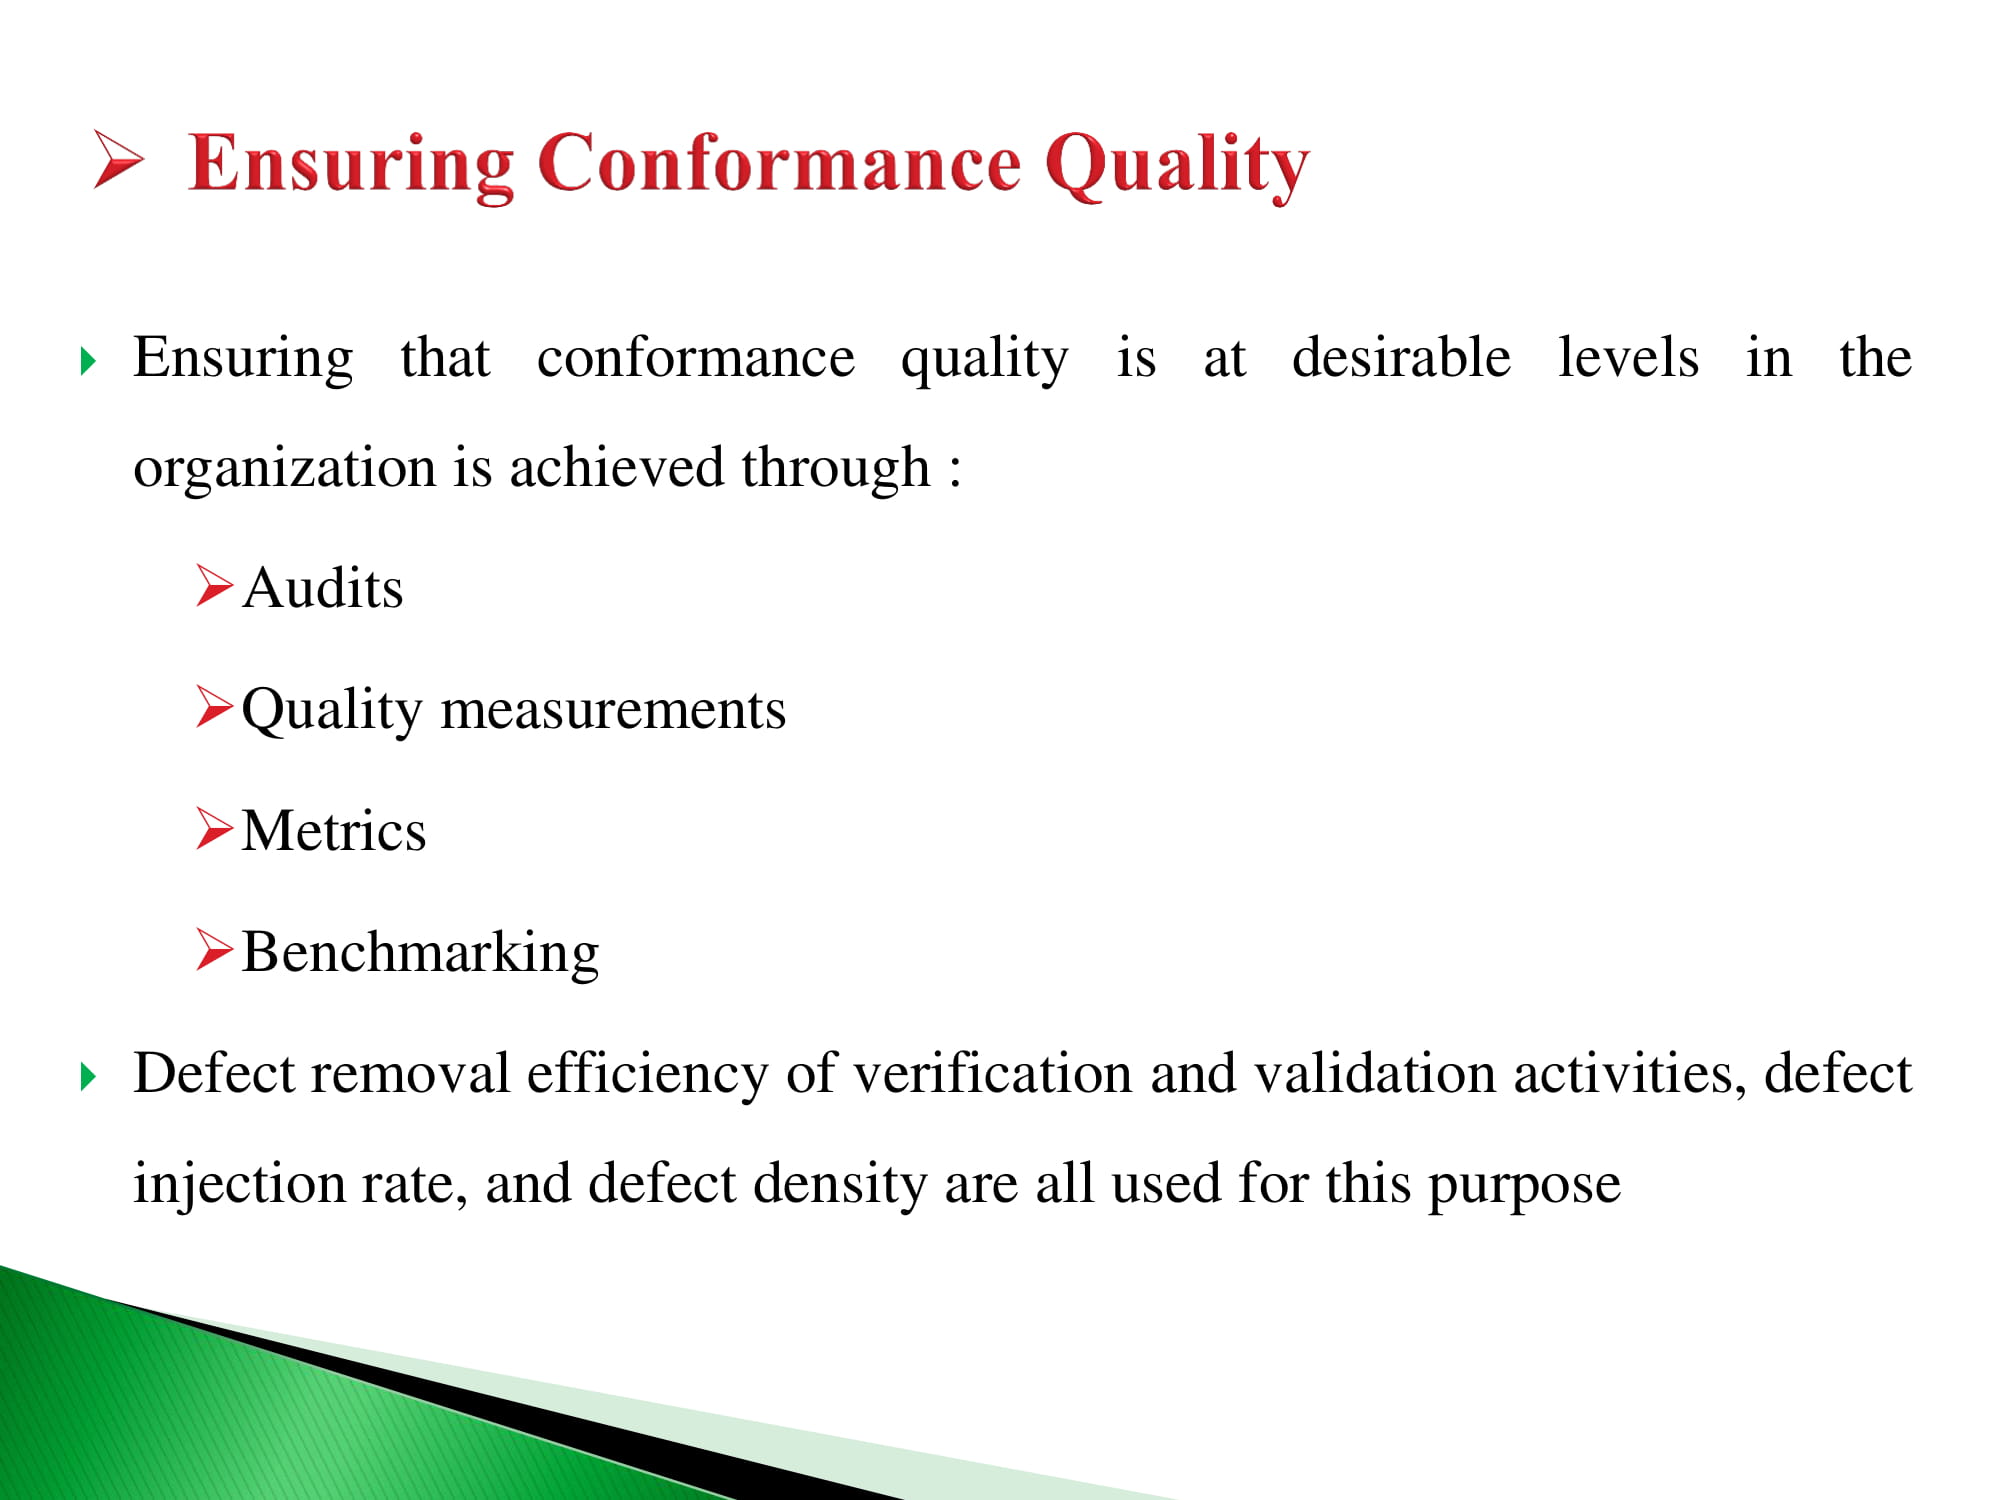 Ensuring Conformance Quality
Ensuring that conformance quality is at desirable levels in the
organization is achieved through :
Audits
Quality measurements
Metrics
Benchmarking
Defect removal efficiency of verification and validation activities, defect
injection rate, and defect density are all used for this purpose